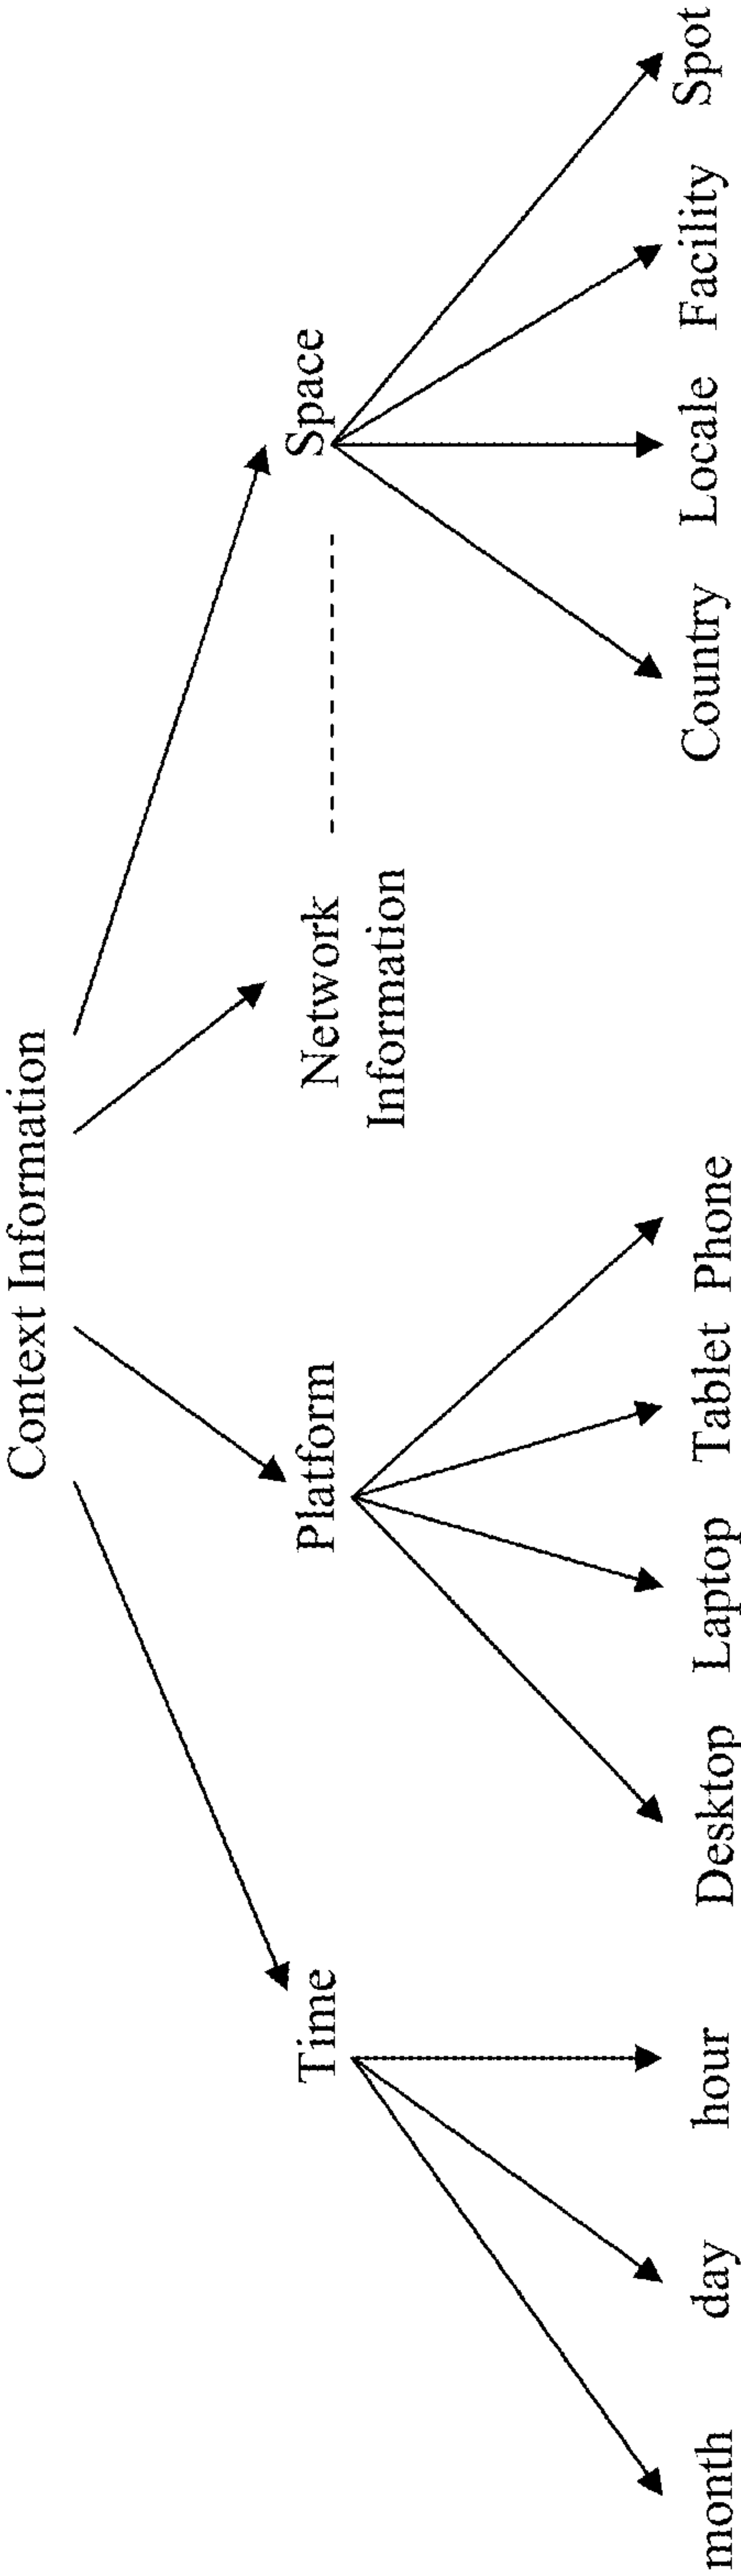 Context Information
Time
Platform
Network
Information
Space
month
day
hour
Desktop
Laptop
Tablet
Phone
Country
Locale
Facility
Spot